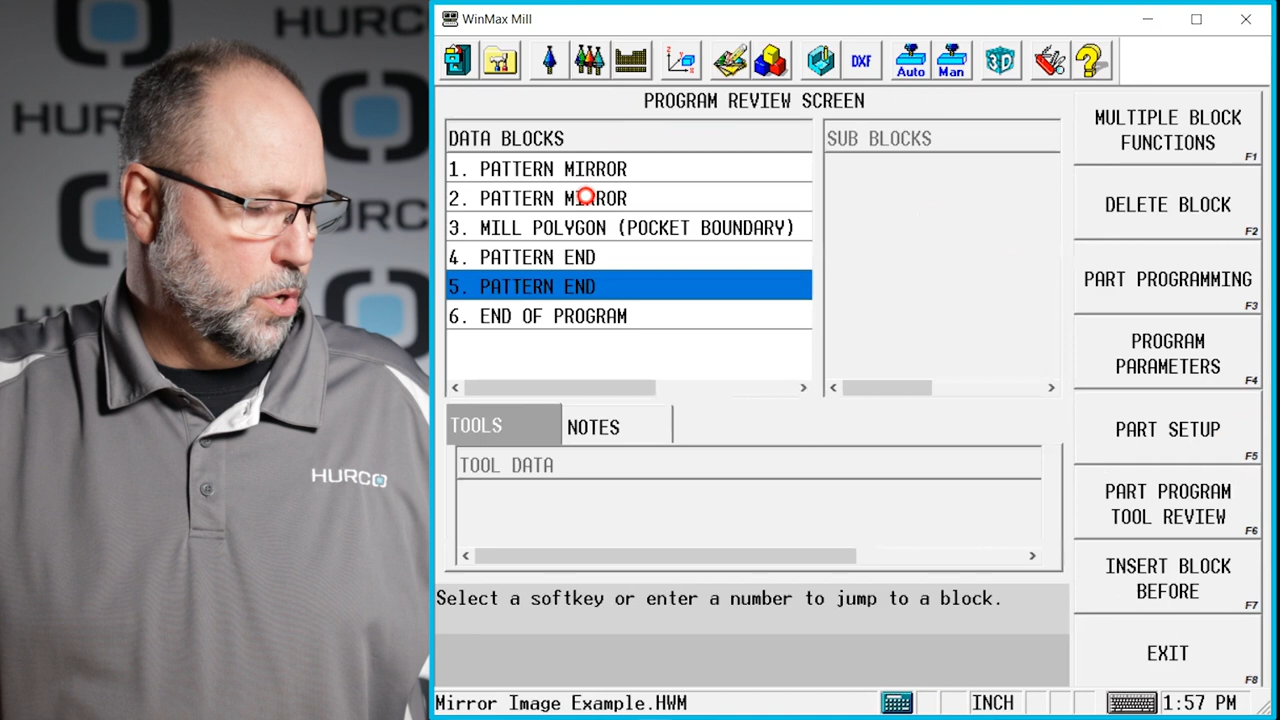 HURCO
HURC
HURC
WinMax Mill
DXF
Auto
Man
3D
PROGRAM REVIEW SCREEN
DATA BLOCKS
1. PATTERN MIRROR
2. PATTERN MIRROR
3. MILL POLYGON (POCKET BOUNDARY)
4. PATTERN END
5. PATTERN END
6. END OF PROGRAM
SUB BLOCKS
TOOLS
NOTES
TOOL DATA
Select a softkey or enter a number to jump to a block.
MULTIPLE BLOCK
FUNCTIONS
F1
DELETE BLOCK
F2
PART PROGRAMMING
F3
PROGRAM
PARAMETERS
F4
PART SETUP
F5
PART PROGRAM
TOOL REVIEW
F6
INSERT BLOCK
BEFORE
F7
EXIT
F8
Mirror Image Example.HWM
INCH
1:57 PM
HURCO